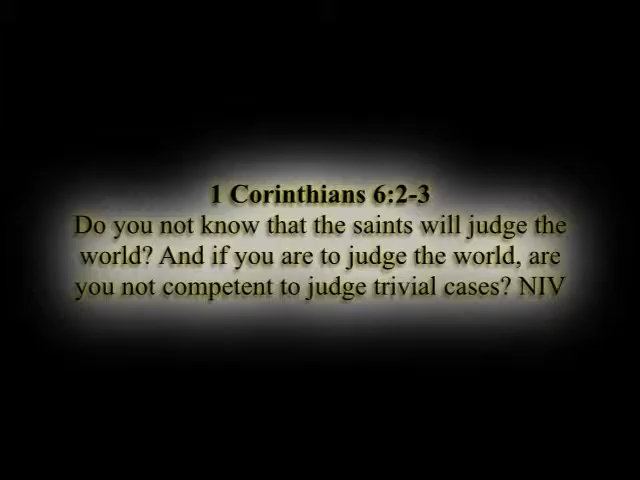 1 Corinthians 6:2-3
Do you not know that the saints will judge the
world? And if you are to judge the world, are
you not competent to judge trivial cases? NIV